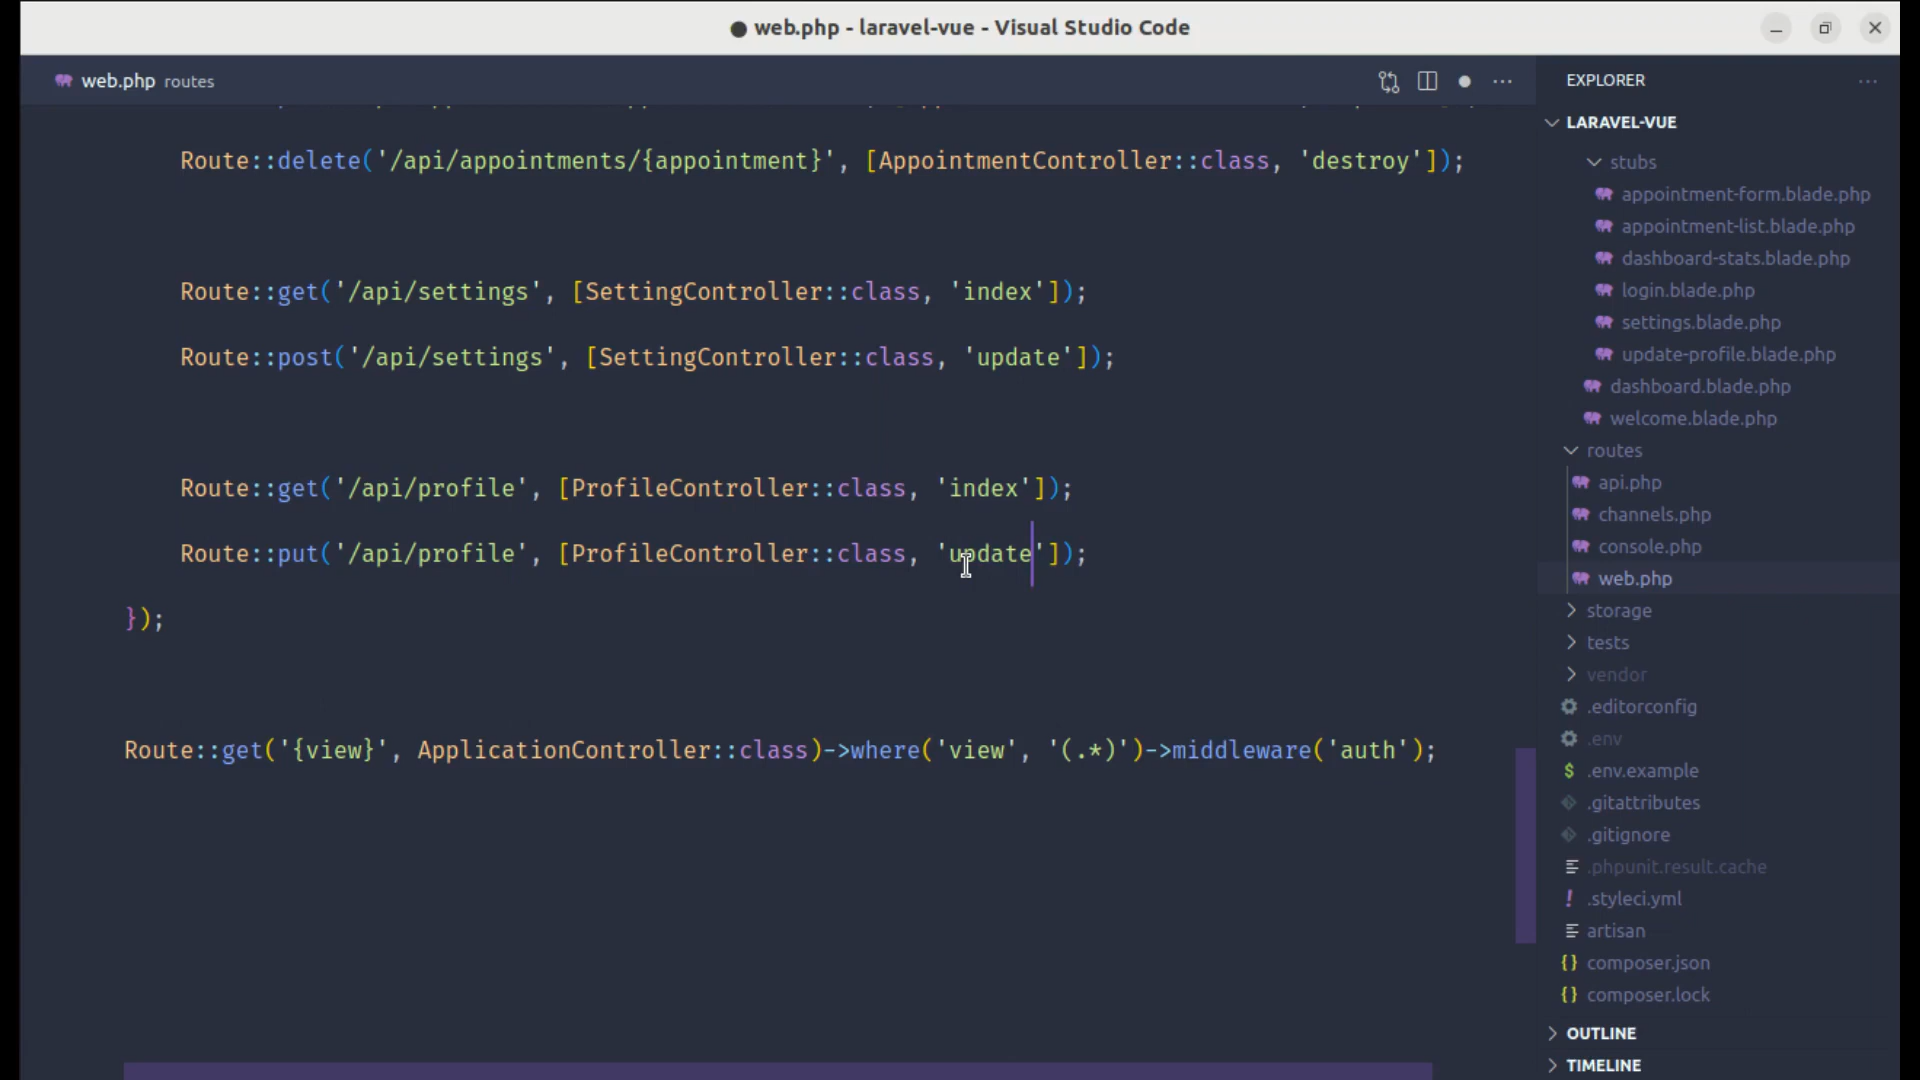 web.php - laravel-vue - Visual Studio Code
web.php routes
Route::delete('/api/appointments/{appointment}', [AppointmentController::class, 'destroy']);
Route::get('/api/settings', [SettingController::class, 'index']);
Route::post('/api/settings', [SettingController::class, 'update']);
Route::get('/api/profile', [ProfileController::class, 'index']);
Route::put('/api/profile', [ProfileController::class, 'update']);
});
Route::get('{view}', ApplicationController::class)->where('view', '(.*)')->middleware('auth');
EXPLORER
LARAVEL-VUE
stubs
appointment-form.blade.php
appointment-list.blade.php
dashboard-stats.blade.php
login.blade.php
settings.blade.php
update-profile.blade.php
dashboard.blade.php
welcome.blade.php
routes
api.php
channels.php
console.php
web.php
storage
tests
vendor
.editorconfig
.env
.env.example
.gitattributes
.gitignore
.phpunit.result.cache
.styleci.yml
artisan
composer.json
composer.lock
OUTLINE
TIMELINE